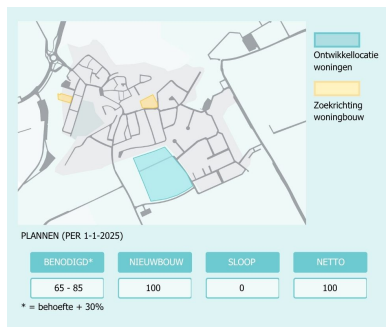 Ontwikkellocatie
woningen
Zoekrichting
woningbouw
PLANNEN (PER 1-1-2025)
BENODIGD* NIEUWBOUW SLOOP NETTO
65 - 85 100 0 100
* = behoefte + 30%